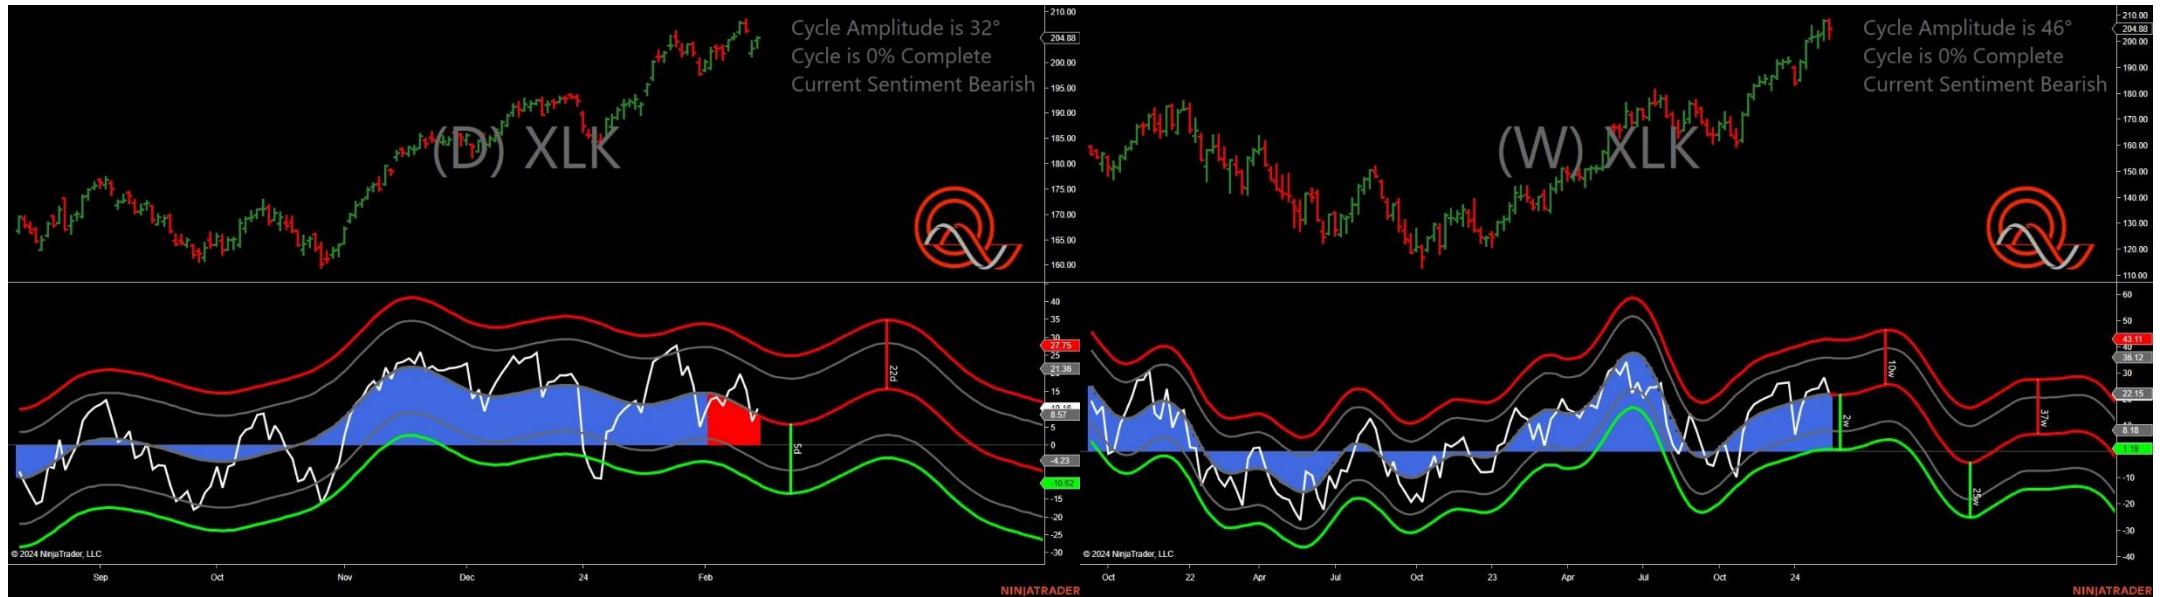 Cycle Amplitude is 32°
Cycle is 0% Complete
Current Sentiment Bearish
(D) XLK
210.00
204.88
200.00
195.00
190.00
185.00
180.00
175.00
170.00
165.00
160.00
40
35
27.75
25
21.36
15
8.57
5
0
-4.23
-10.62
-15
-20
-25
-30
22d
5d
© 2024 NinjaTrader, LLC
Sep
Oct
Nov
Dec
24
Feb
NINJATRADER
Cycle Amplitude is 46°
Cycle is 0% Complete
Current Sentiment Bearish
(W) XLK
210.00
204.88
200.00
190.00
180.00
170.00
160.00
150.00
140.00
130.00
120.00
110.00
60
50
43.11
40
36.12
30
22.15
8.18
1.19
-10
-20
-30
-40
10w
2w
37w
25w
© 2024 NinjaTrader, LLC
Oct
22
Apr
Jul
Oct
23
Apr
Jul
Oct
24
NINJATRADER